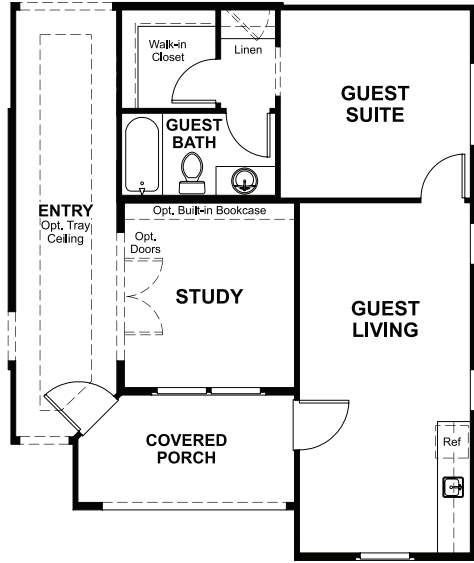 Walk-in
Closet
Linen
GUEST
SUITE
GUEST
BATH
ENTRY
Opt. Tray
Ceiling
Opt. Built-in Bookcase
Opt.
Doors
STUDY
GUEST
LIVING
COVERED
PORCH
Ref